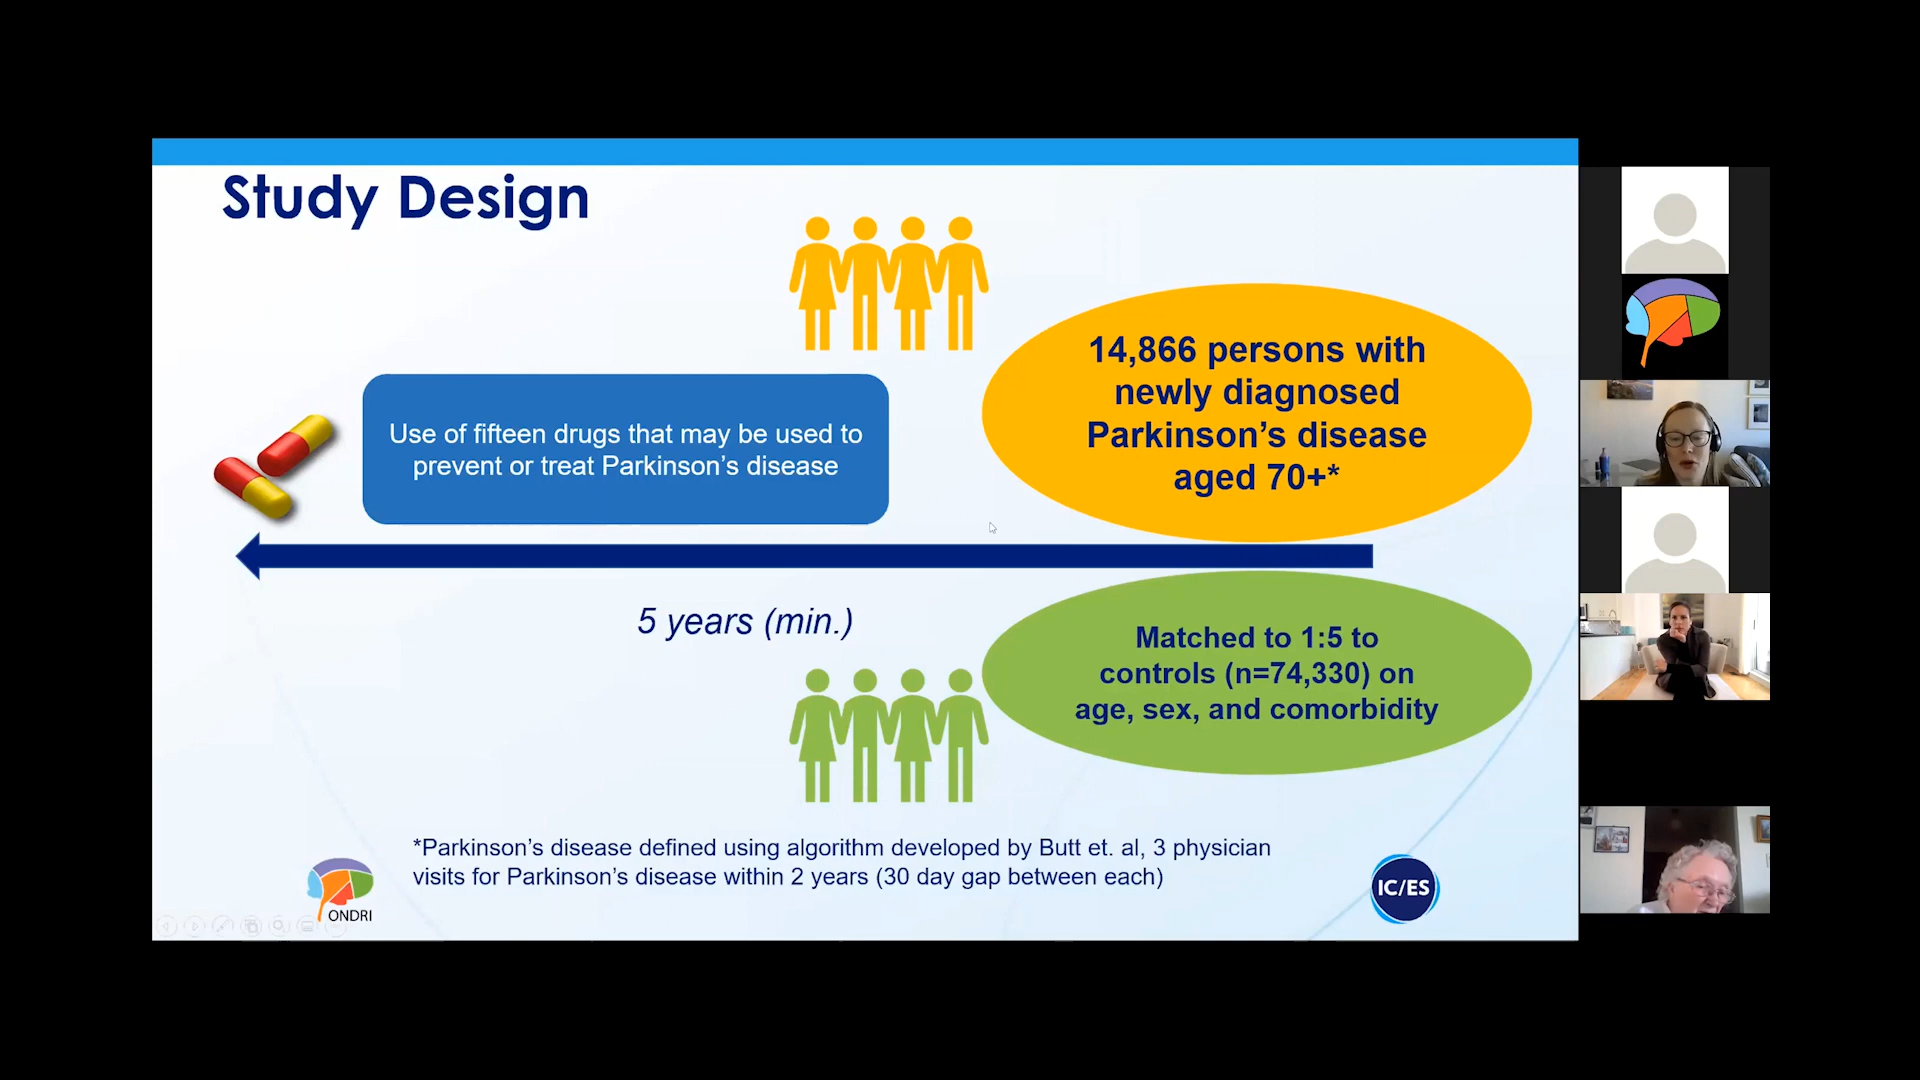 Study Design
14,866 persons with
newly diagnosed
Parkinson's disease
aged 70+*
Use of fifteen drugs that may be used to
prevent or treat Parkinson's disease
5 years (min.)
Matched to 1:5 to
controls (n=74,330) on
age, sex, and comorbidity
*Parkinson's disease defined using algorithm developed by Butt et. al, 3 physician
visits for Parkinson's disease within 2 years (30 day gap between each)
ONDRI
IC/ES